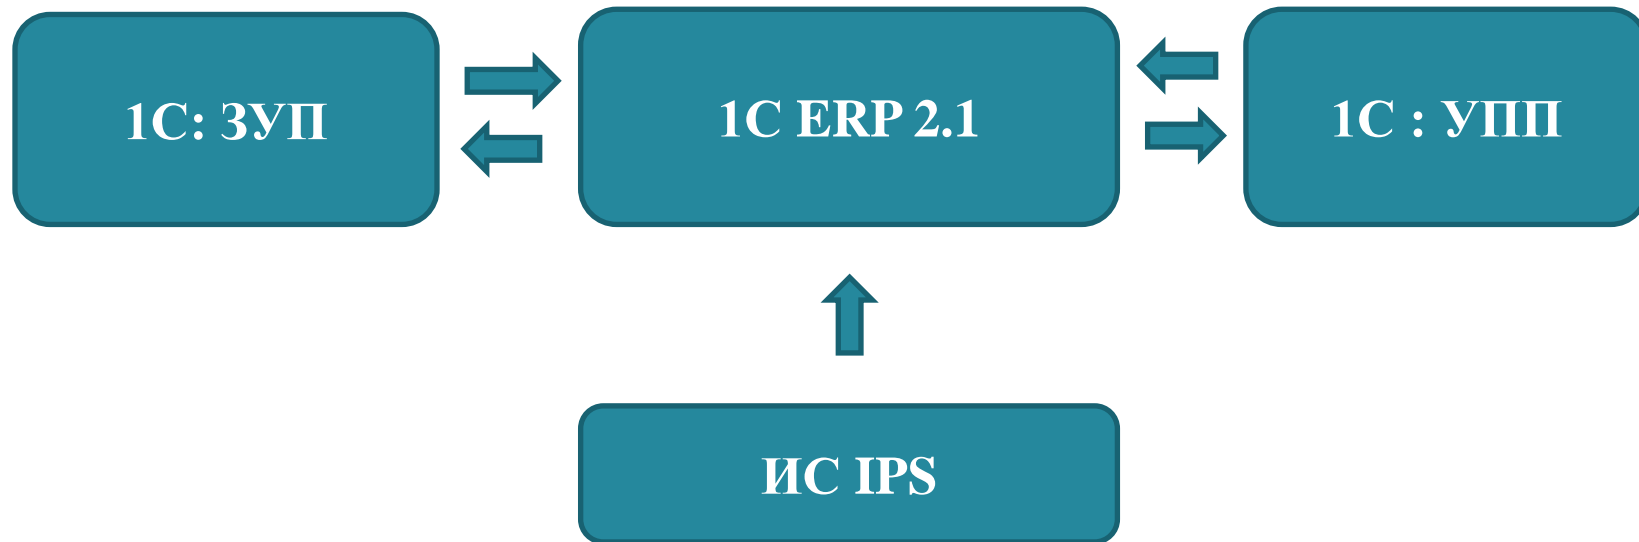 1С: ЗУП
1С ERP 2.1
1С : УПП
ИС IPS